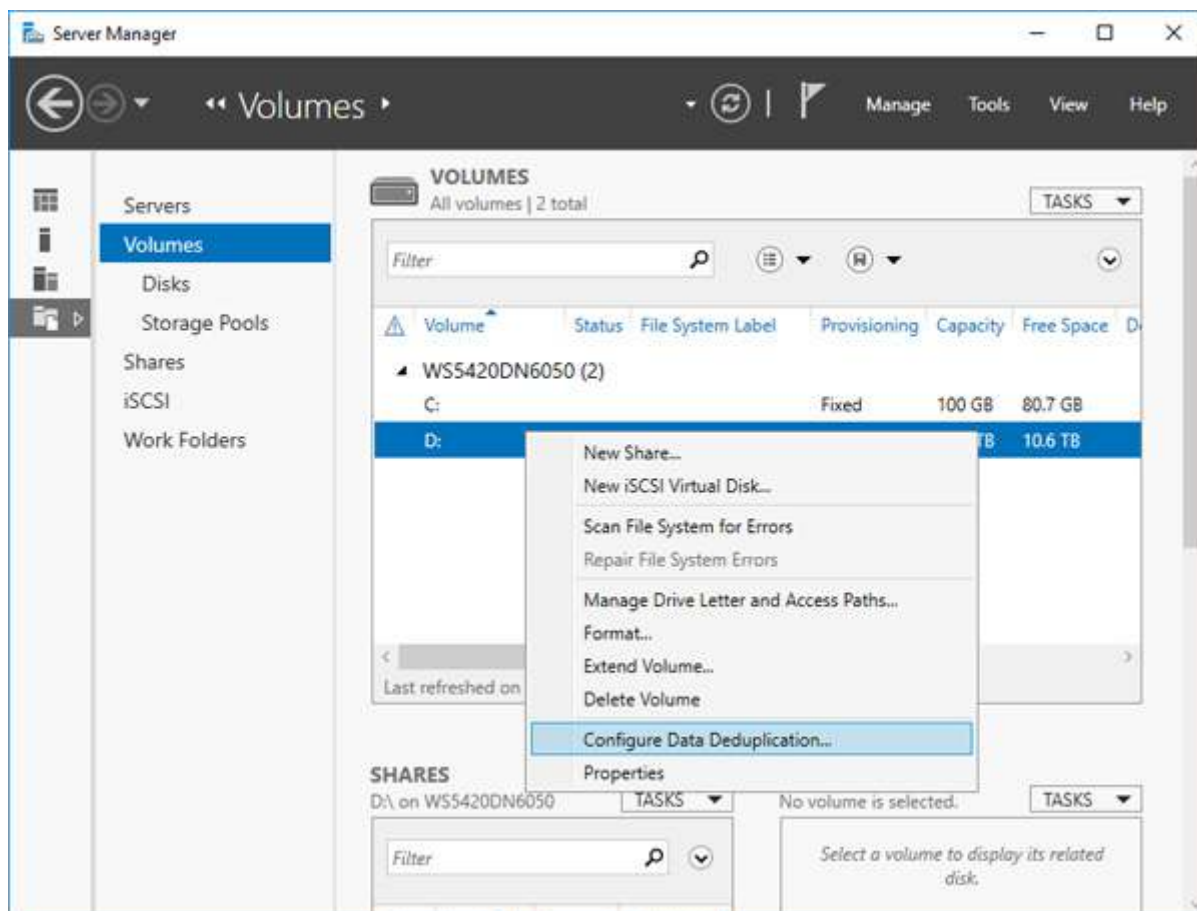 Server Manager
Volumes
Manage Tools View Help
Servers
Volumes
Disks
Storage Pools
Shares
iSCSI
Work Folders
VOLUMES
All volumes | 2 total
TASKS
Filter
Volume Status File System Label Provisioning Capacity Free Space
WS5420DN6050 (2)
C: Fixed 100 GB 80.7 GB
D: TB 10.6 TB
New Share...
New iSCSI Virtual Disk...
Scan File System for Errors
Repair File System Errors
Manage Drive Letter and Access Paths...
Format...
Extend Volume...
Delete Volume
Configure Data Deduplication...
Properties
Last refreshed on
SHARES
D:\ on WS5420DN6050
TASKS
Filter
No volume is selected.
TASKS
Select a volume to display its related
disk.